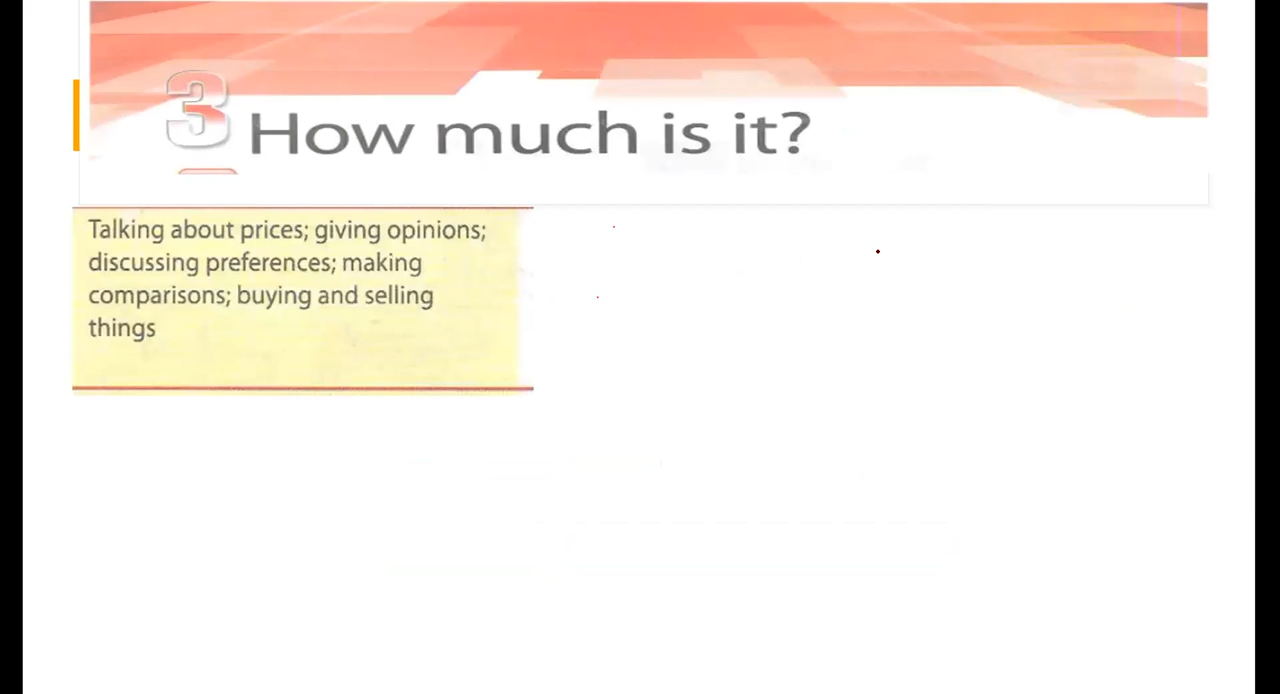 3 How much is it?
Talking about prices; giving opinions;
discussing preferences; making
comparisons; buying and selling
things